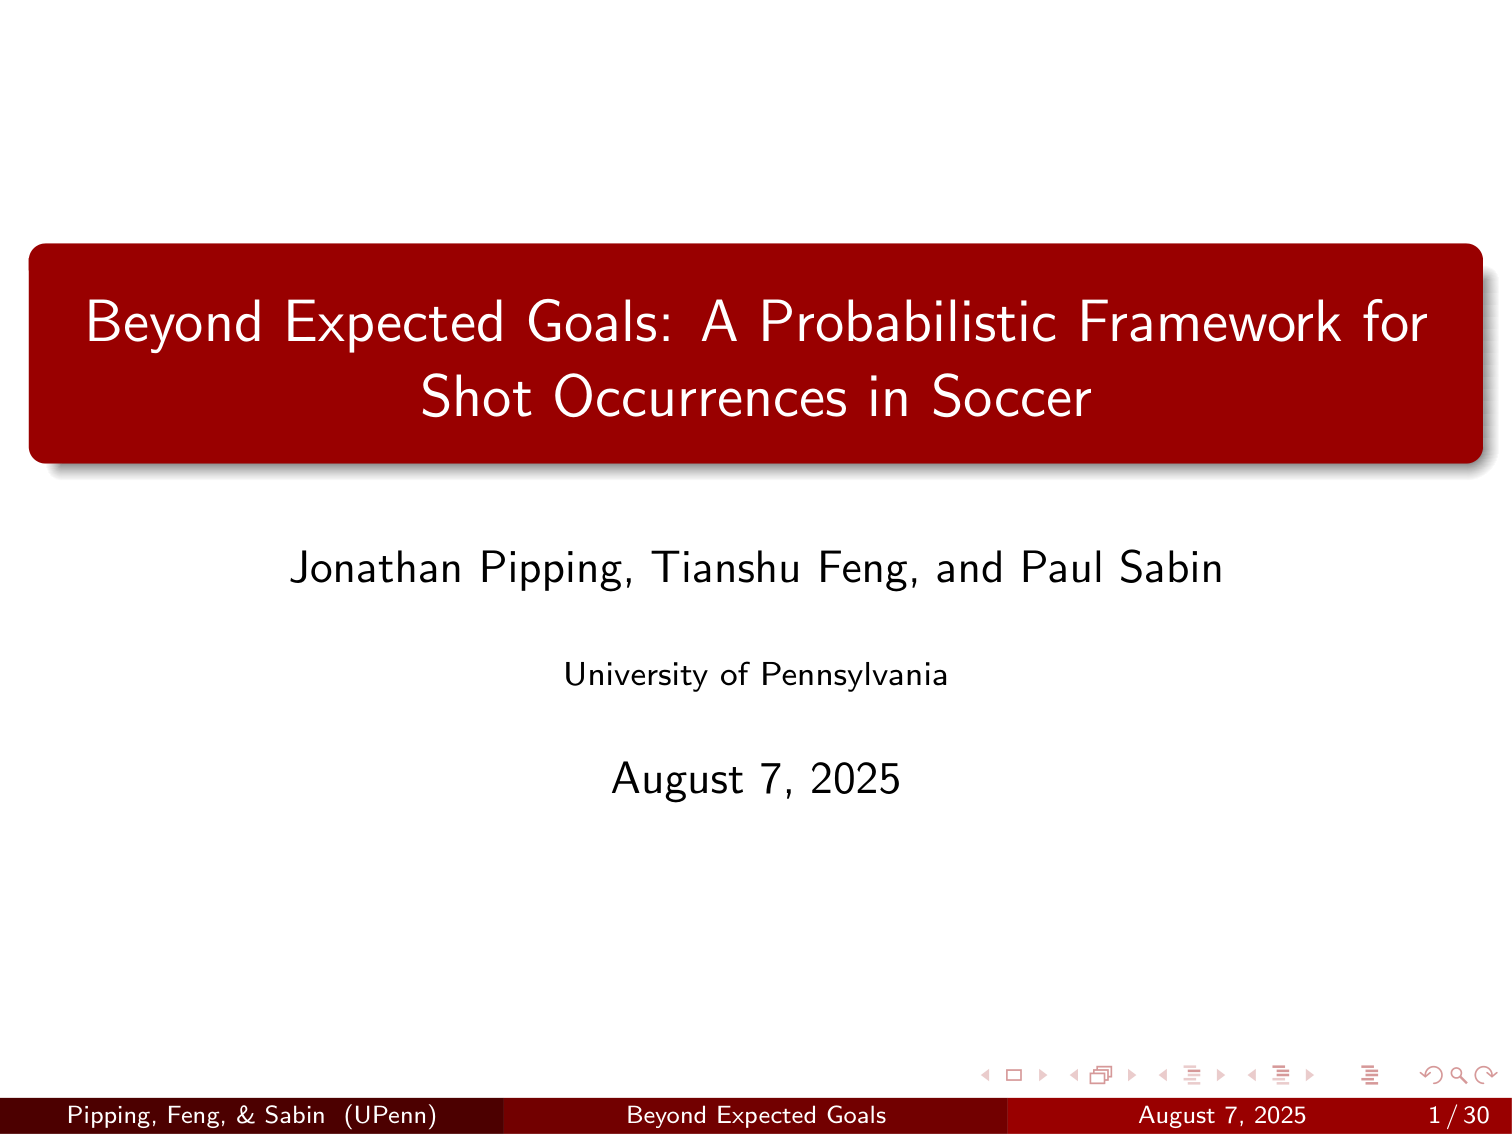 Beyond Expected Goals: A Probabilistic Framework for
Shot Occurrences in Soccer
Jonathan Pipping, Tianshu Feng, and Paul Sabin
University of Pennsylvania
August 7, 2025
Pipping, Feng, & Sabin (UPenn) Beyond Expected Goals August 7, 2025 1 / 30